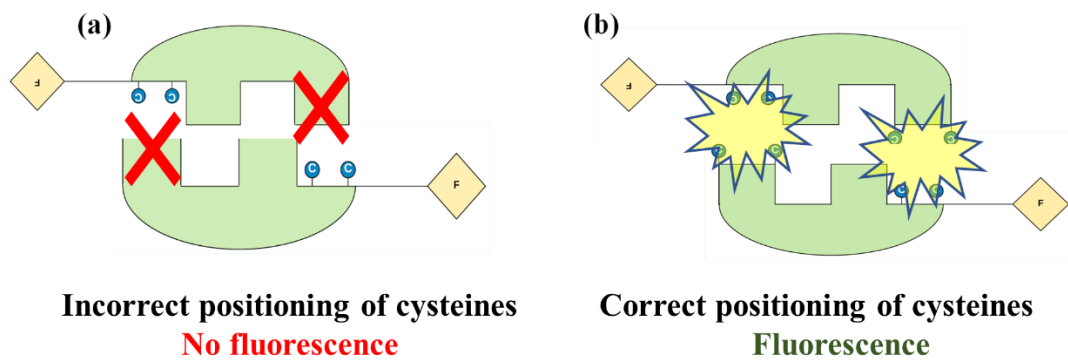 (a)
F
C C
C C
F
Incorrect positioning of cysteines
No fluorescence
(b)
F
C C
C C
C C
C C
F
Correct positioning of cysteines
Fluorescence